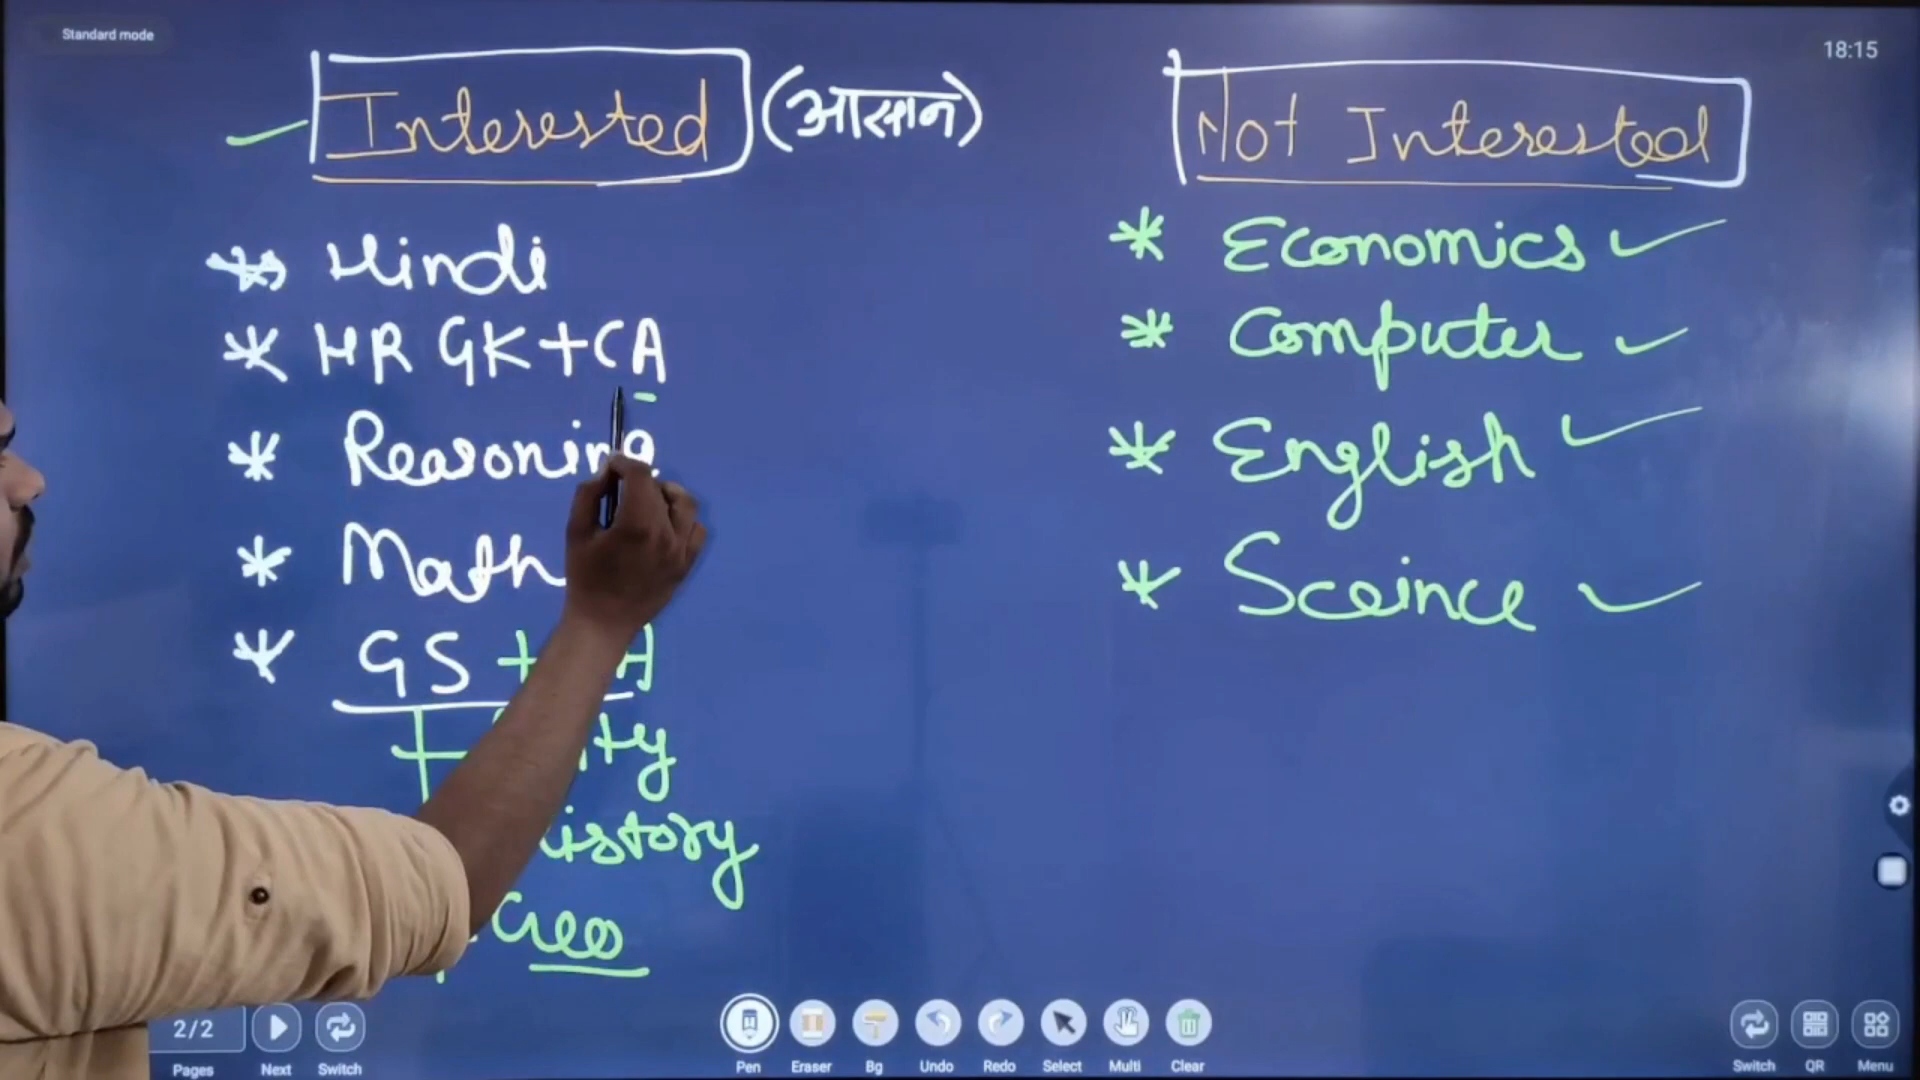 Standard mode
18:15
Interested (आसान)
* Hindi
* HR GK+CA
* Reasoning
* Math
* GS +
Geo
Not Interested
* Economics ✓
* Computer ✓
* English ✓
* Sceince ✓
2/2
Pages Next Switch
Pen Eraser Bg Undo Redo Select Multi Clear
Switch QR Menu